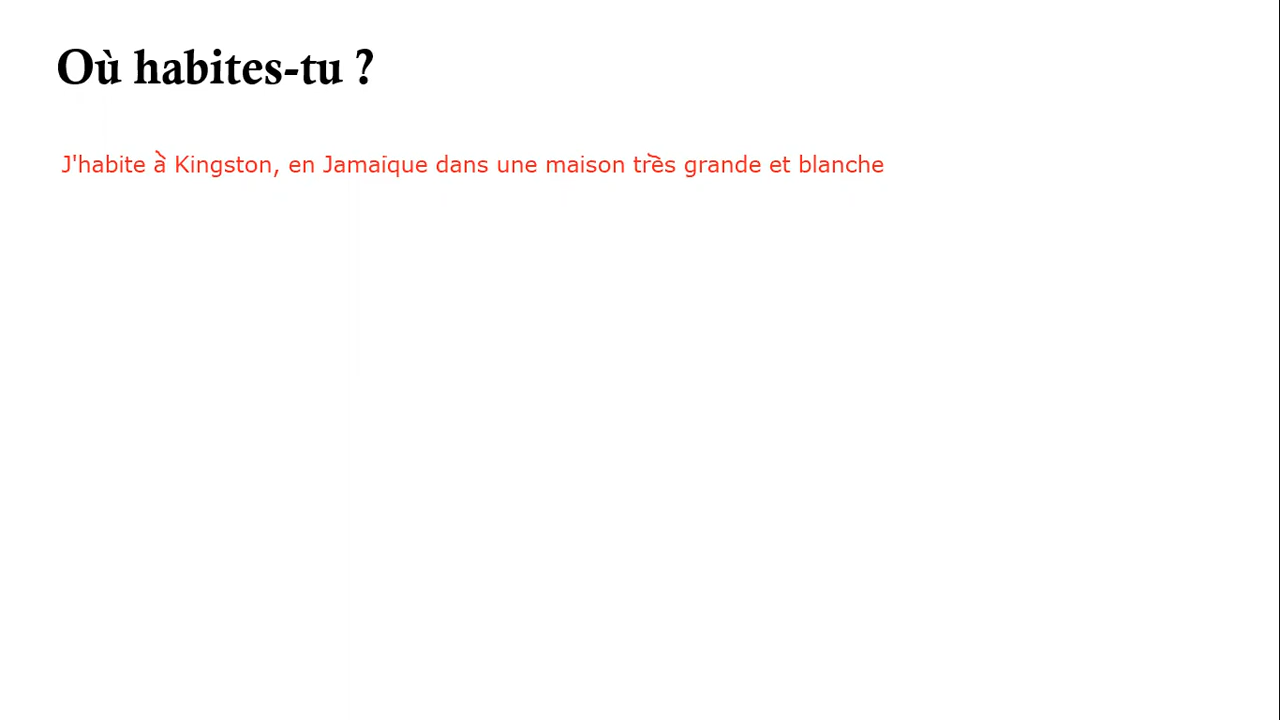 Où habites-tu ?
J'habite à Kingston, en Jamaïque dans une maison très grande et blanche